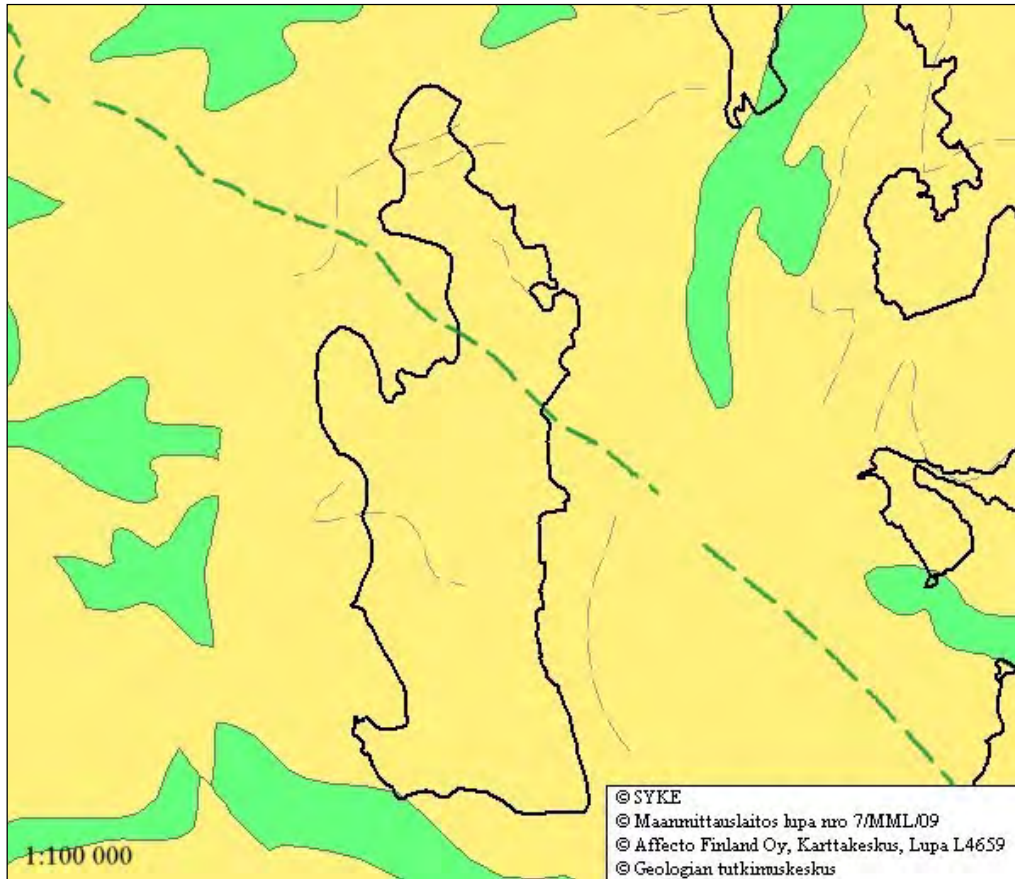 1:100 000
© SYKE
© Maanmittauslaitos lupa nro 7/MML/09
© Affecto Finland Oy, Karttakeskus, Lupa L4659
© Geologian tutkimuskeskus